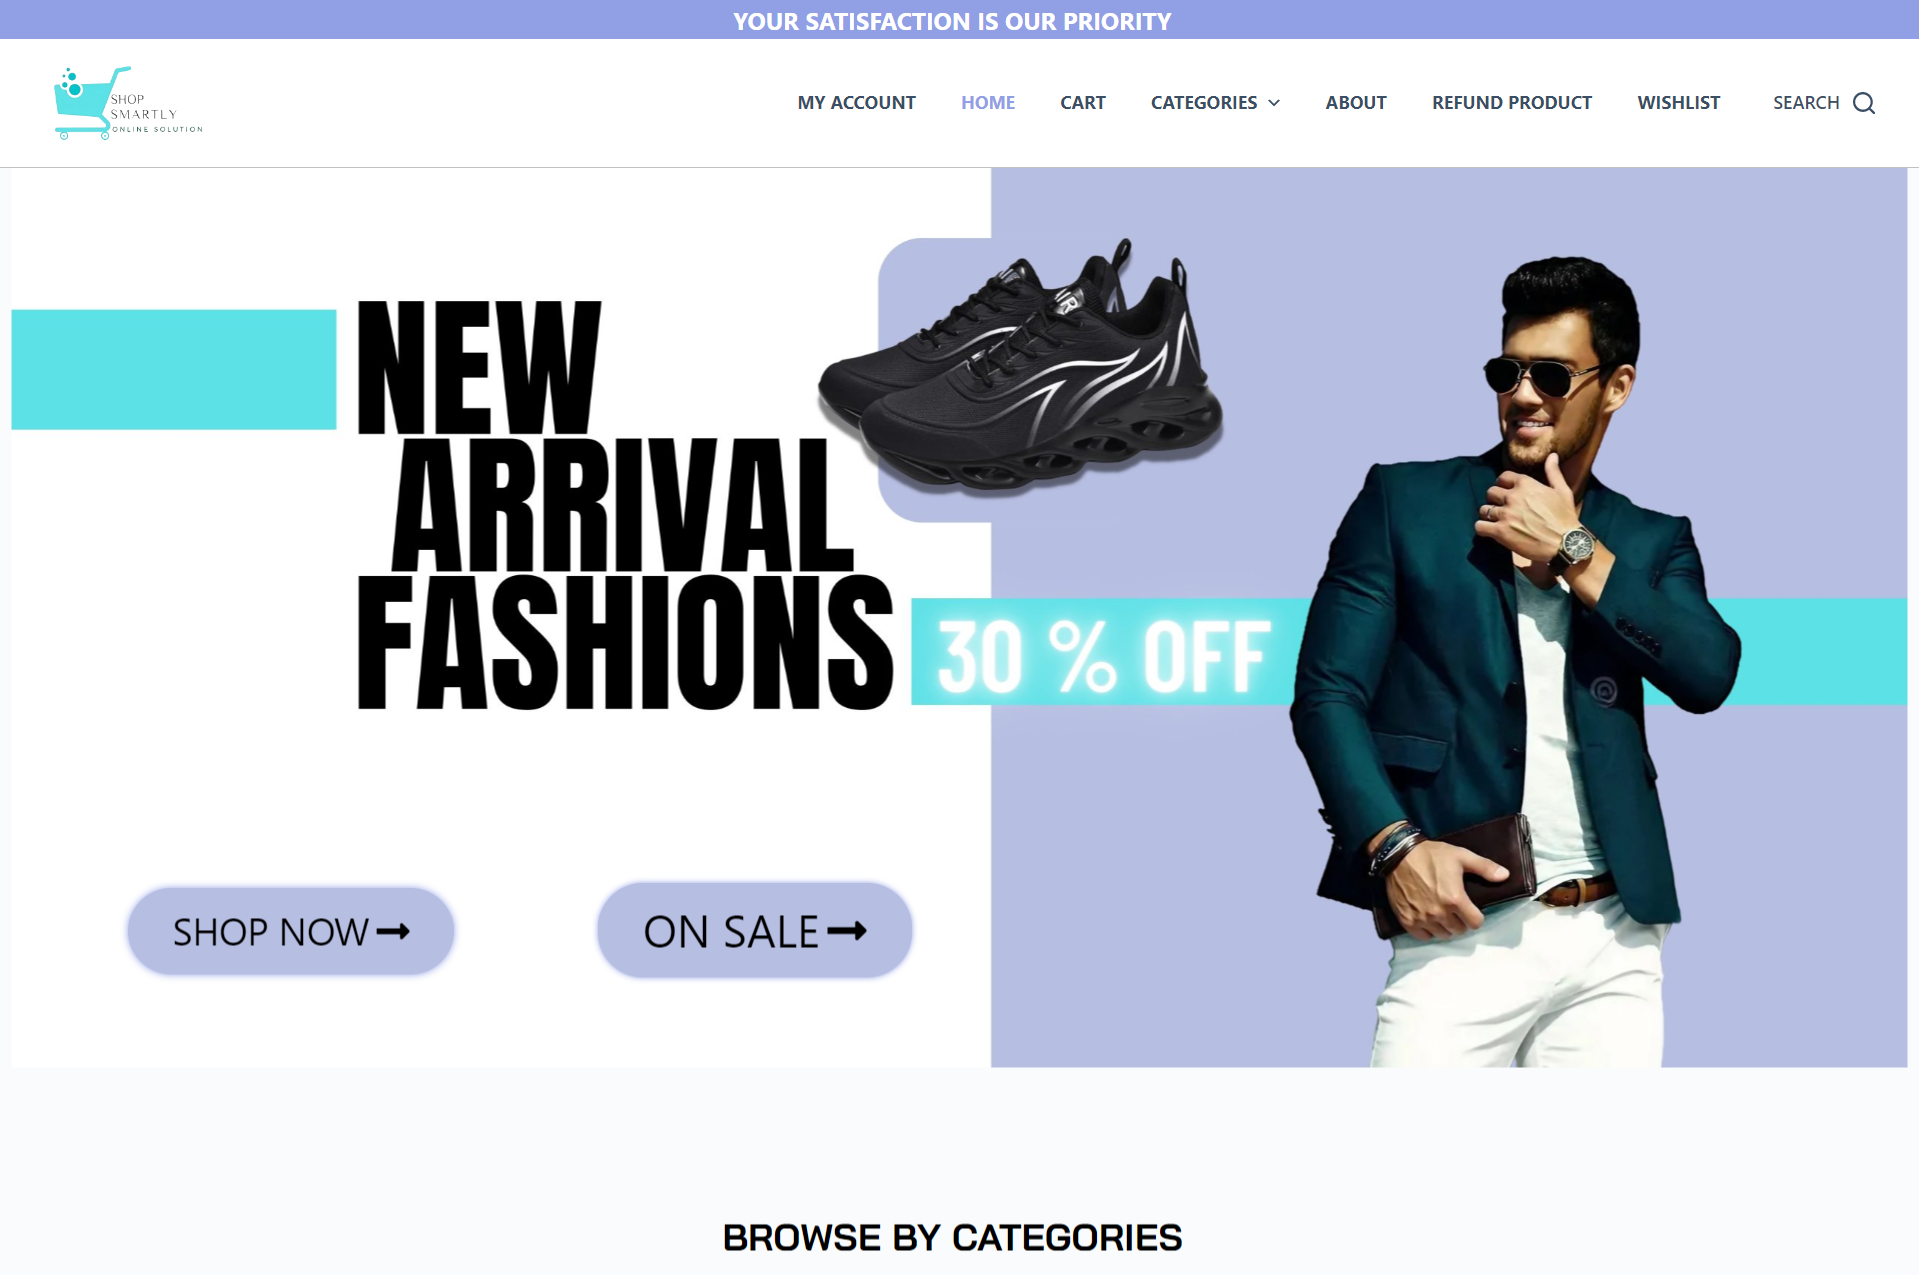 YOUR SATISFACTION IS OUR PRIORITY
SHOP
SMARTLY
ONLINE SOLUTION
MY ACCOUNT
HOME
CART
CATEGORIES
ABOUT
REFUND PRODUCT
WISHLIST
SEARCH
NEW
ARRIVAL
FASHIONS
AIR
30 % OFF
SHOP NOW
ON SALE
BROWSE BY CATEGORIES